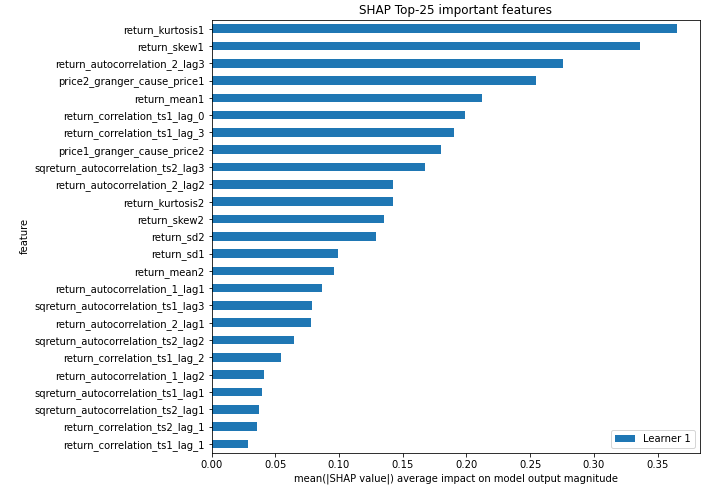 SHAP Top-25 important features
return_kurtosis1
return_skew1
return_autocorrelation_2_lag3
price2_granger_cause_price1
return_mean1
return_correlation_ts1_lag_0
return_correlation_ts1_lag_3
price1_granger_cause_price2
sqreturn_autocorrelation_ts2_lag3
return_autocorrelation_2_lag2
return_kurtosis2
return_skew2
return_sd2
return_sd1
return_mean2
return_autocorrelation_1_lag1
sqreturn_autocorrelation_ts1_lag3
return_autocorrelation_2_lag1
sqreturn_autocorrelation_ts2_lag2
return_correlation_ts1_lag_2
return_autocorrelation_1_lag2
sqreturn_autocorrelation_ts1_lag1
sqreturn_autocorrelation_ts2_lag1
return_correlation_ts2_lag_1
return_correlation_ts1_lag_1
feature
Learner 1
0.00 0.05 0.10 0.15 0.20 0.25 0.30 0.35
mean(|SHAP value|) average impact on model output magnitude